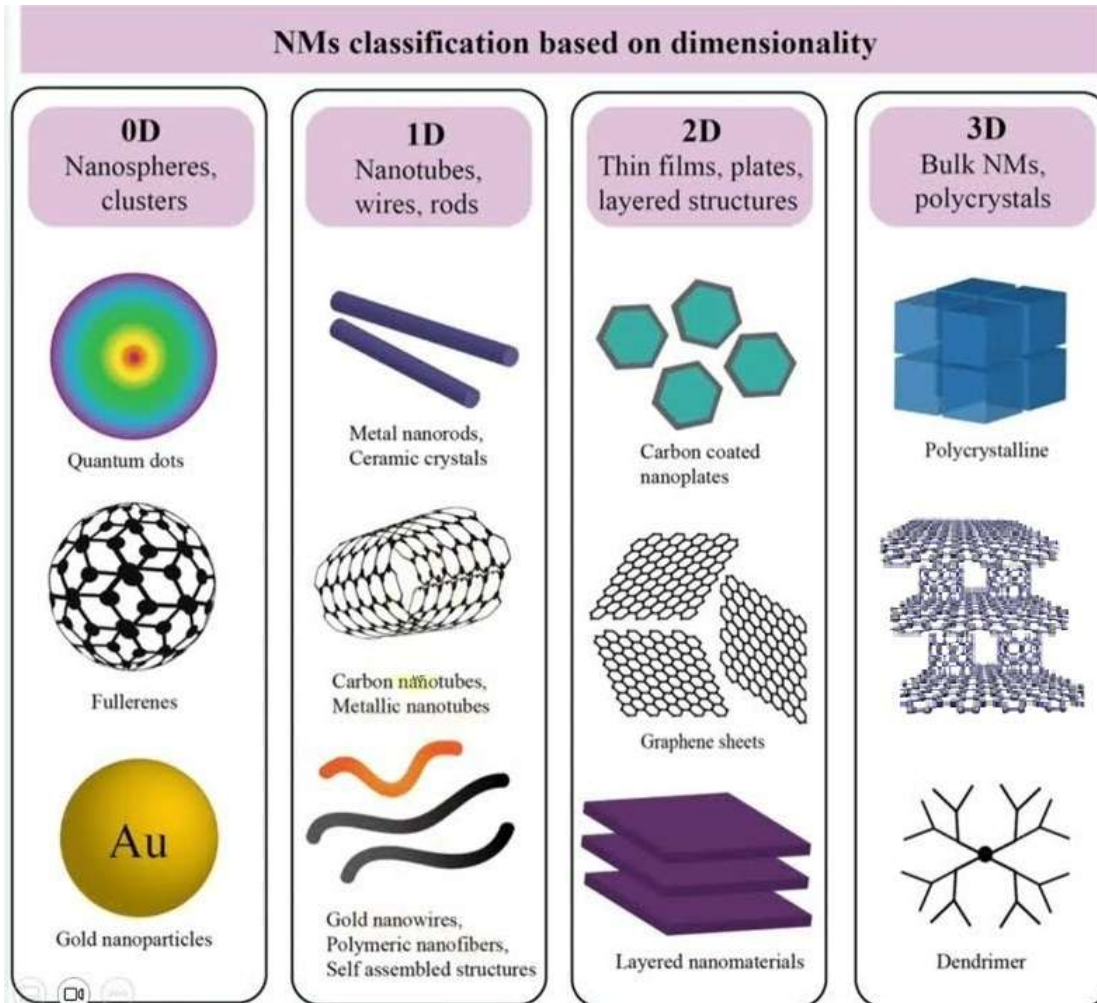 NMs classification based on dimensionality
0D
Nanospheres,
clusters
Quantum dots
Fullerenes
Au
Gold nanoparticles
1D
Nanotubes,
wires, rods
Metal nanorods,
Ceramic crystals
Carbon nanotubes,
Metallic nanotubes
Gold nanowires,
Polymeric nanofibers,
Self assembled structures
2D
Thin films, plates,
layered structures
Carbon coated
nanoplates
Graphene sheets
Layered nanomaterials
3D
Bulk NMs,
polycrystals
Polycrystalline
Dendrimer